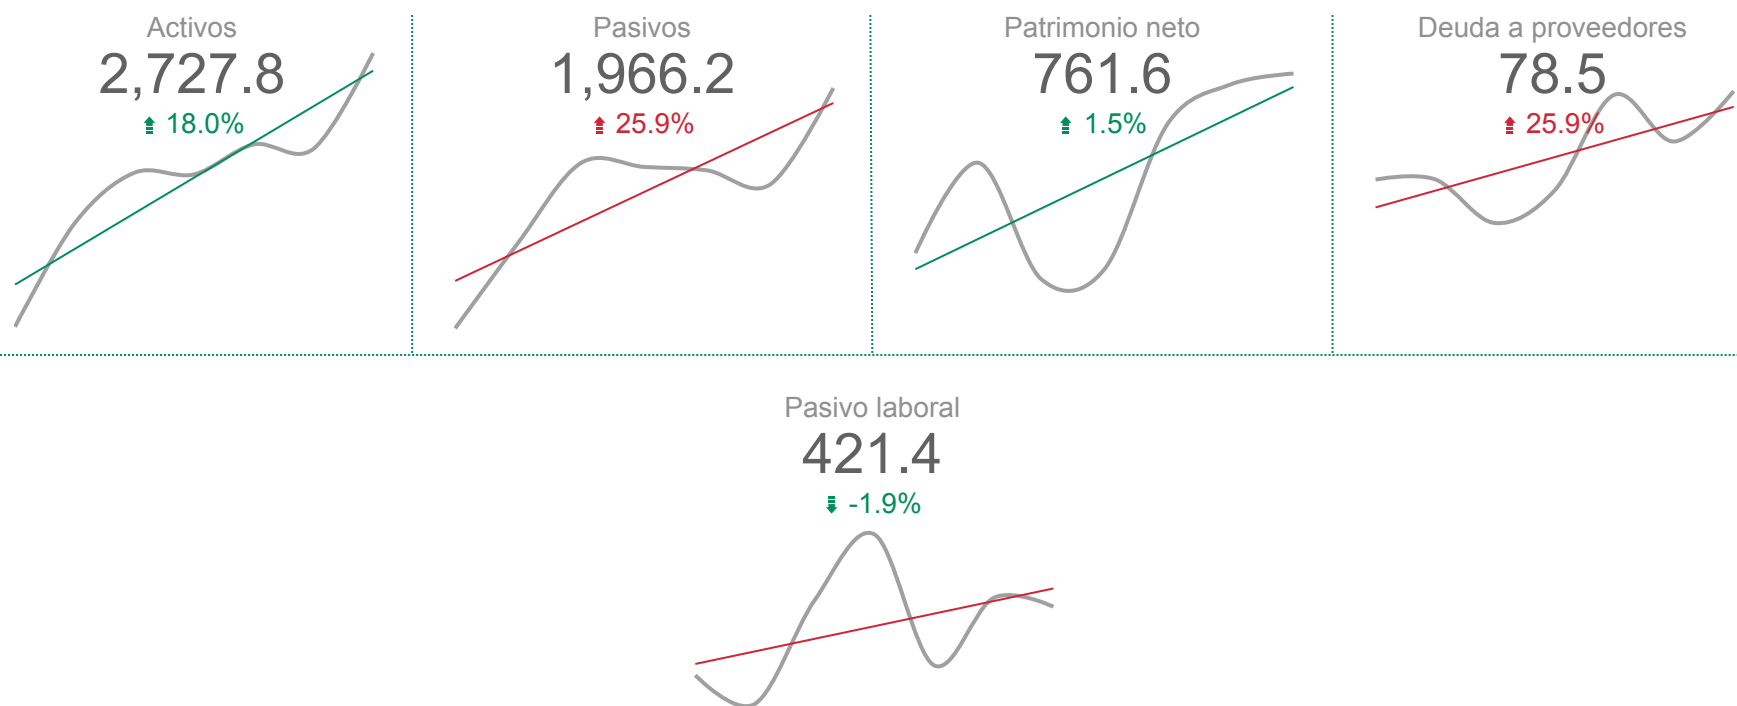 Activos
2,727.8
18.0%
Pasivos
1,966.2
25.9%
Patrimonio neto
761.6
1.5%
Deuda a proveedores
78.5
25.9%
Pasivo laboral
421.4
-1.9%